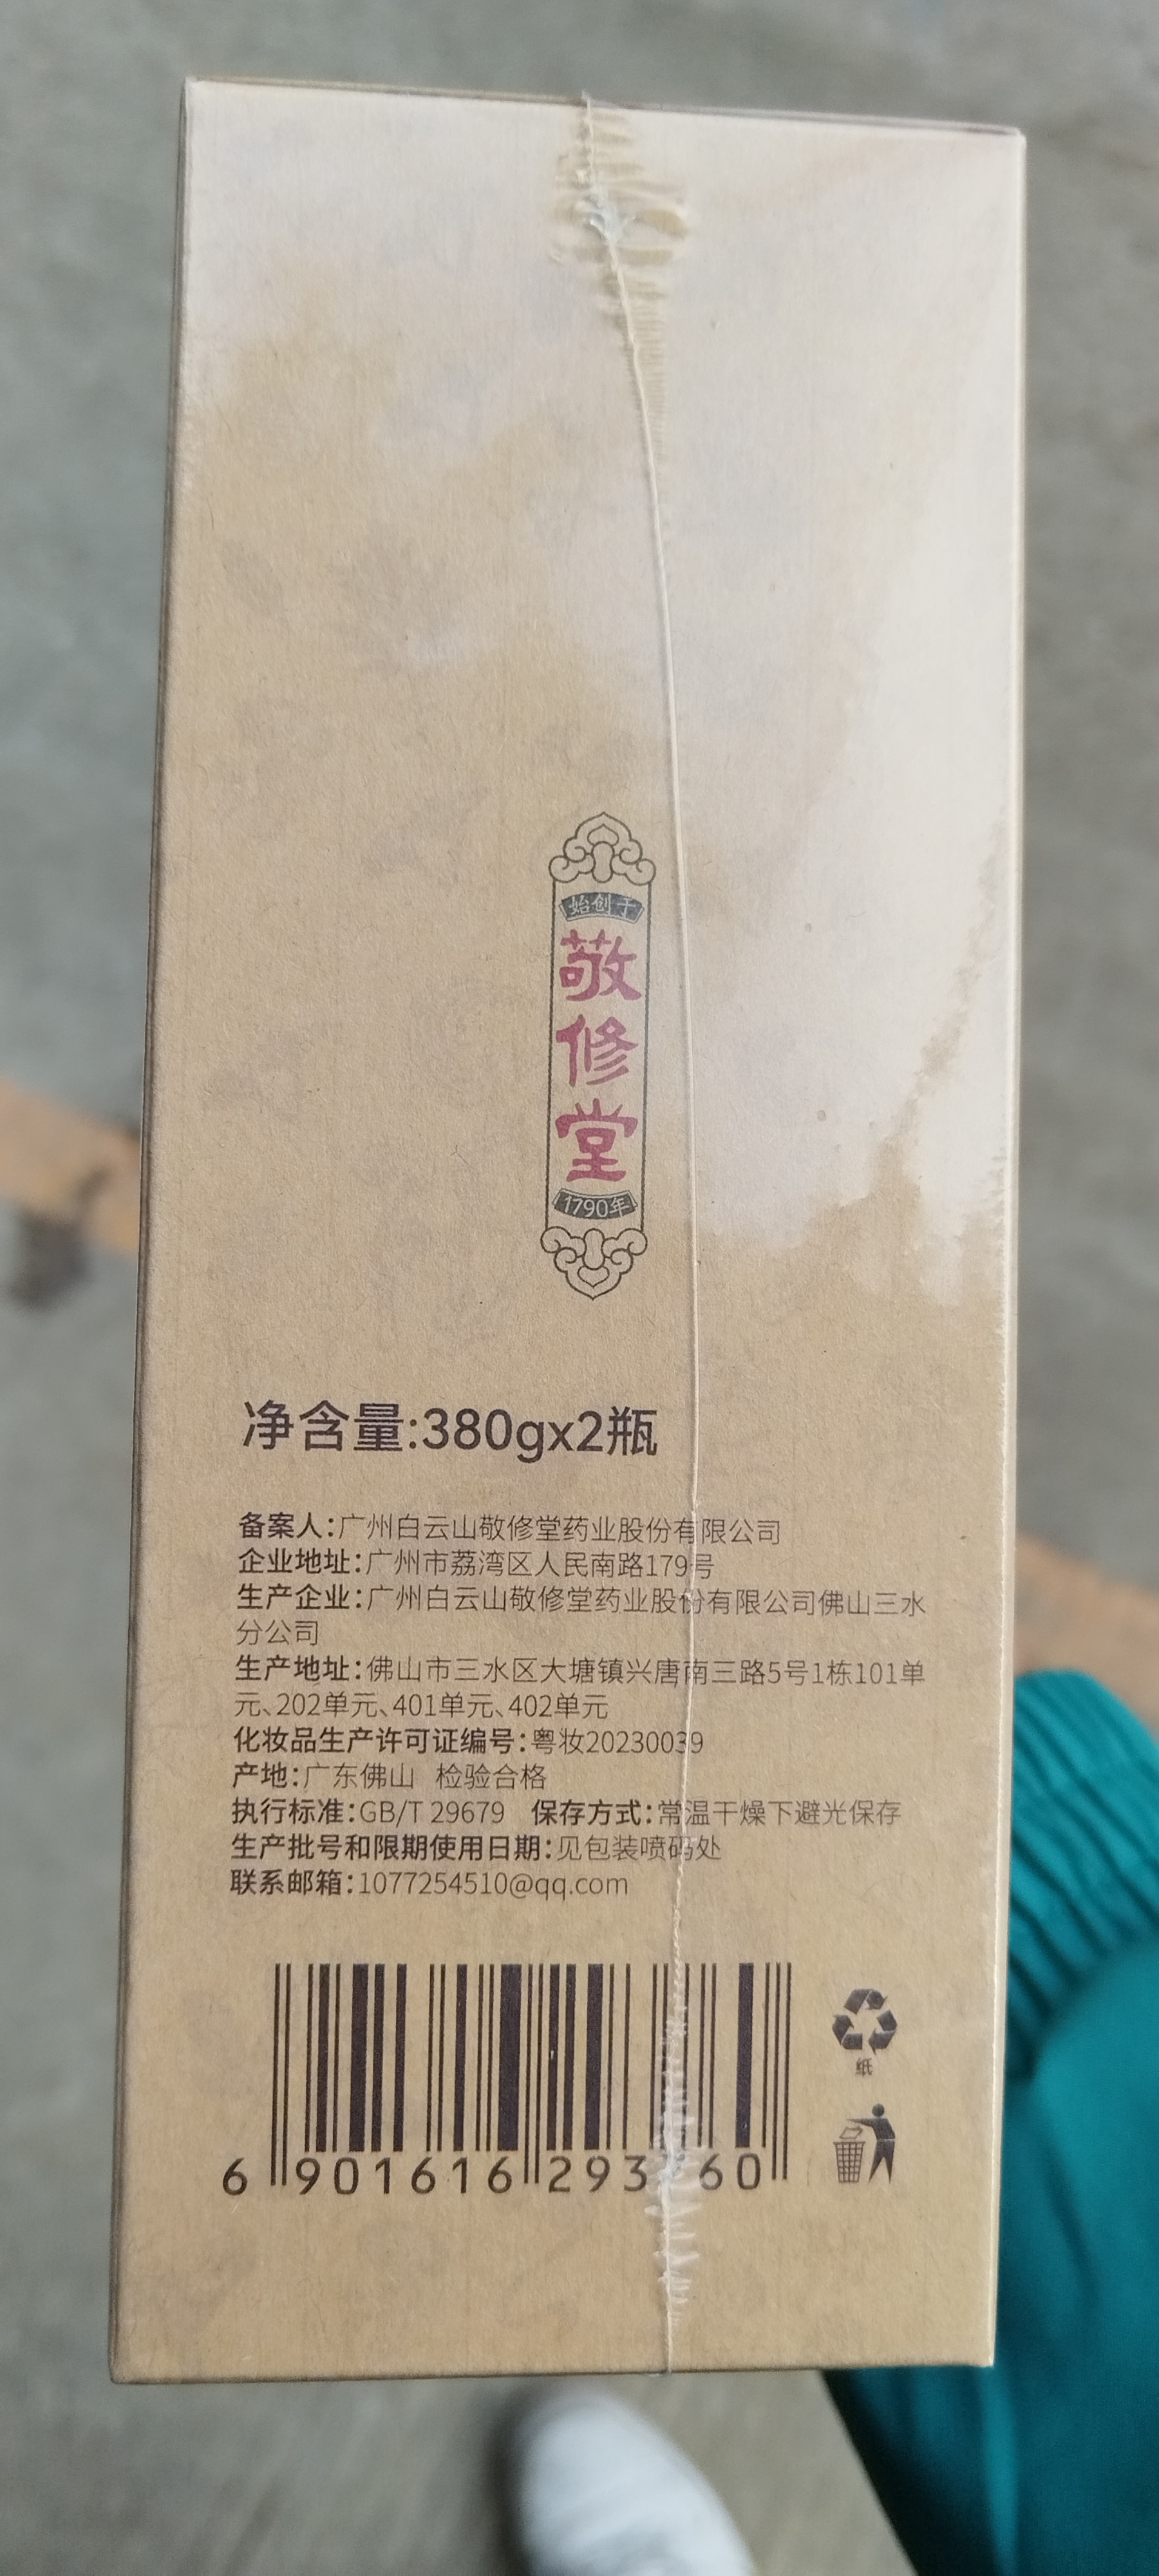 始创于
敬修堂
1790年
净含量:380gx2瓶
备案人:广州白云山敬修堂药业股份有限公司
企业地址:广州市荔湾区人民南路179号
生产企业:广州白云山敬修堂药业股份有限公司佛山三水
分公司
生产地址:佛山市三水区大塘镇兴唐南三路5号1栋101单
元、202单元、401单元、402单元
化妆品生产许可证编号:粤妆20230039
产地:广东佛山 检验合格
执行标准:GB/T 29679 保存方式:常温干燥下避光保存
生产批号和限期使用日期:见包装喷码处
联系邮箱:1077254510@qq.com
纸
6 901616 293 60